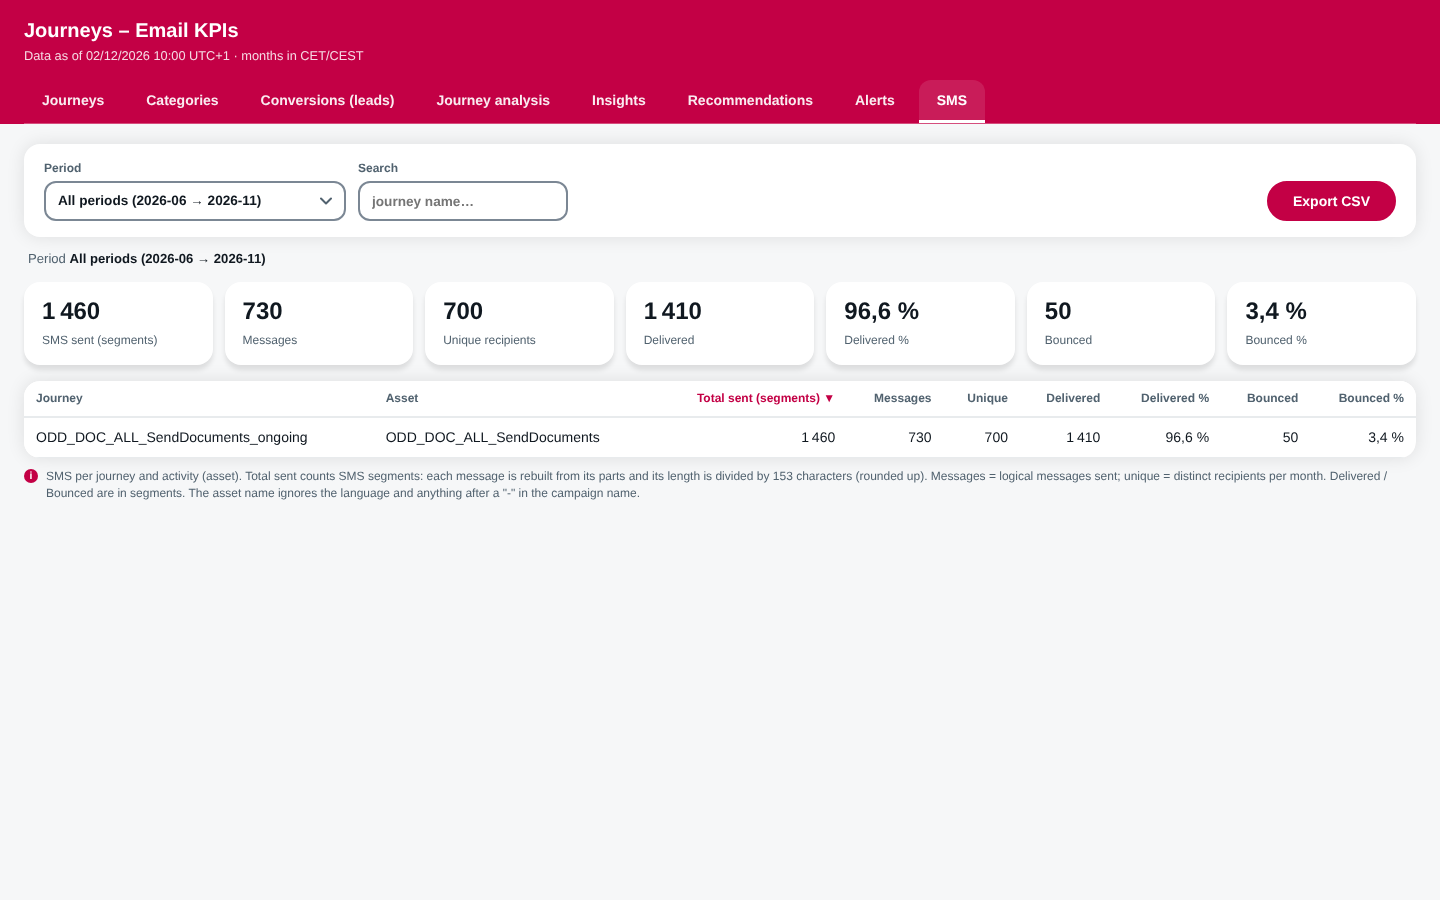 Journeys – Email KPIs
Data as of 02/12/2026 10:00 UTC+1 · months in CET/CEST
Journeys Categories Conversions (leads) Journey analysis Insights Recommendations Alerts SMS
Period Search
All periods (2026-06 → 2026-11) journey name… Export CSV
Period All periods (2026-06 → 2026-11)
1 460 730 700 1 410 96,6 % 50 3,4 %
SMS sent (segments) Messages Unique recipients Delivered Delivered % Bounced Bounced %
Journey Asset Total sent (segments) ▼ Messages Unique Delivered Delivered % Bounced Bounced %
ODD_DOC_ALL_SendDocuments_ongoing ODD_DOC_ALL_SendDocuments 1 460 730 700 1 410 96,6 % 50 3,4 %
i SMS per journey and activity (asset). Total sent counts SMS segments: each message is rebuilt from its parts and its length is divided by 153 characters (rounded up). Messages = logical messages sent; unique = distinct recipients per month. Delivered /
Bounced are in segments. The asset name ignores the language and anything after a "-" in the campaign name.